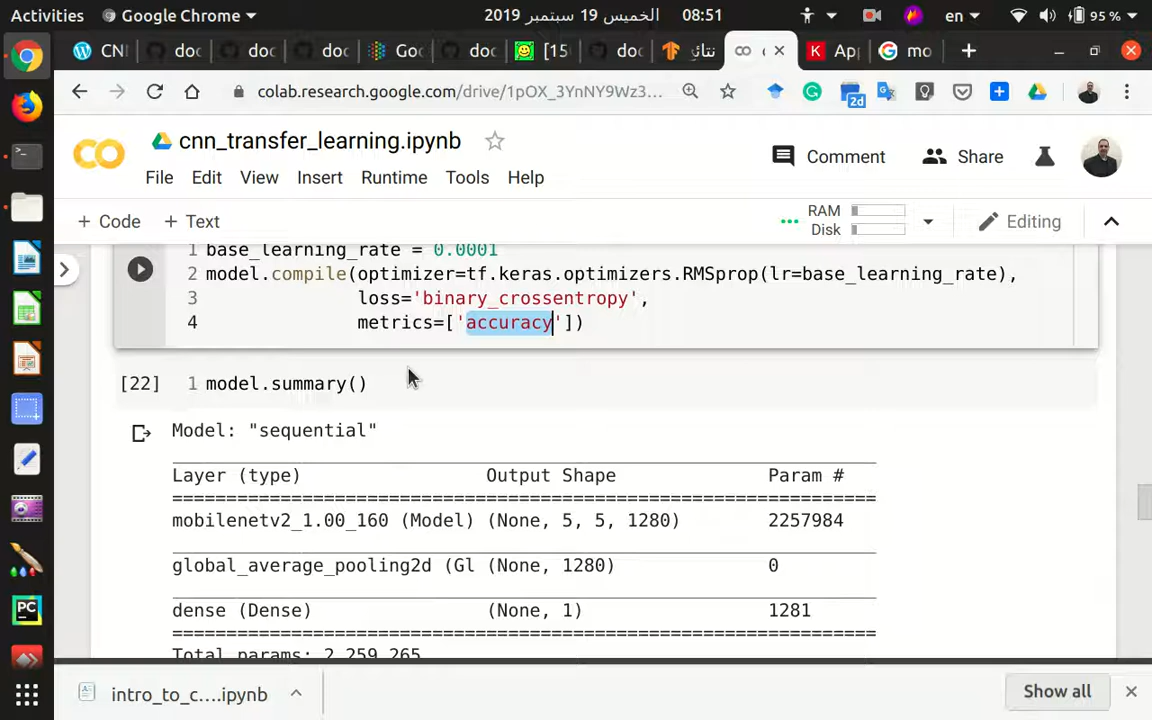 Activities Google Chrome 2019 الخميس 19 سبتمبر 08:51 en 95 %
CNI doc doc doc Goo doc [15 doc نتائِ c App mo
colab.research.google.com/drive/1pOX_3YnNY9Wz3... 2d
cnn_transfer_learning.ipynb
Comment Share
File Edit View Insert Runtime Tools Help
+ Code + Text RAM Disk Editing
1 base_learning_rate = 0.0001
2 model.compile(optimizer=tf.keras.optimizers.RMSprop(lr=base_learning_rate),
3 loss='binary_crossentropy',
4 metrics=['accuracy'])
[22] 1 model.summary()
Model: "sequential"
Layer (type) Output Shape Param #
mobilenetv2_1.00_160 (Model) (None, 5, 5, 1280) 2257984
global_average_pooling2d (Gl (None, 1280) 0
dense (Dense) (None, 1) 1281
Total params: 2,259,265
PC
intro_to_c....ipynb Show all